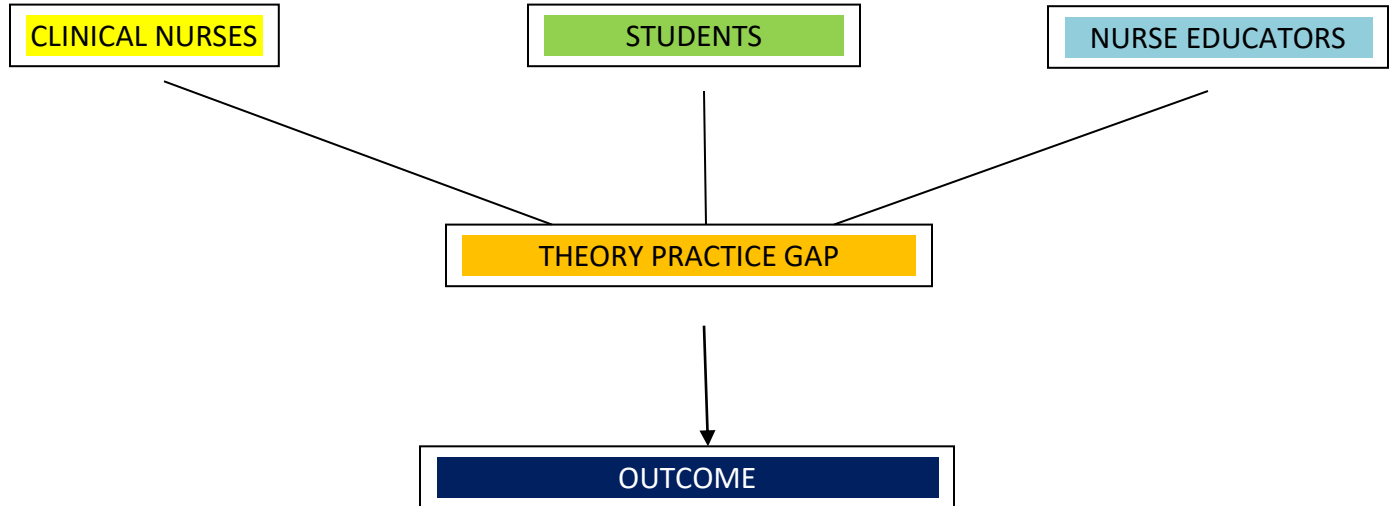 CLINICAL NURSES
STUDENTS
NURSE EDUCATORS
THEORY PRACTICE GAP
OUTCOME